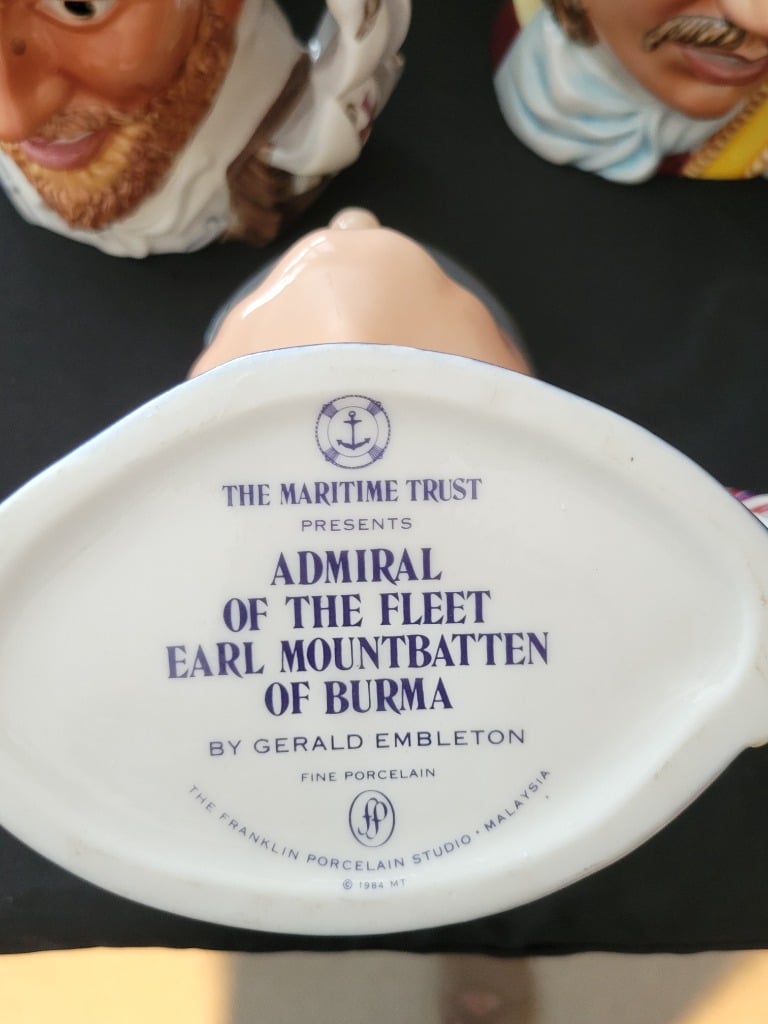 THE MARITIME TRUST
PRESENTS
ADMIRAL
OF THE FLEET
EARL MOUNTBATTEN
OF BURMA
BY GERALD EMBLETON
FINE PORCELAIN
fp
THE FRANKLIN PORCELAIN STUDIO · MALAYSIA
© 1984 MT